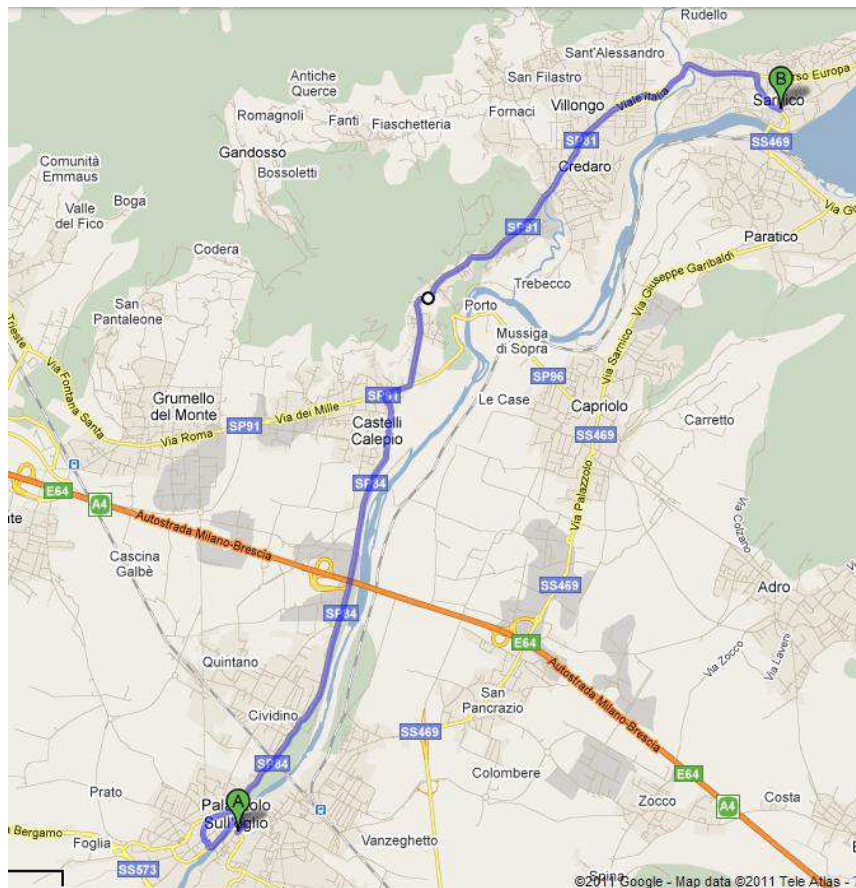 Rudello
Sant'Alessandro
San Filastro
Antiche
Querce
Villongo
Viale Italia
B
Corso Europa
Sarnico
Romagnoli
Fanti
Fiaschetteria
Fornaci
SS469
SP81
Gandosso
Bossoletti
Credaro
Comunità
Emmaus
Boga
Valle
del Fico
SP91
Paratico
Codera
Via Giuseppe Garibaldi
Trebecco
San
Pantaleone
Porto
Mussiga
di Sopra
Via Sarnico
Trieste
Via Fontana Santa
SP96
Grumello
del Monte
SP91
Via dei Mille
Le Case
Capriolo
Carretto
Via Roma
SP91
Castelli
Calepio
SS469
SP84
E64
A4
Via Palazzolo
Via Colzano
Autostrada Milano-Brescia
Cascina
Galbè
SS469
Adro
SP84
E64
Via Lavera
Via Zocco
Quintano
San
Pancrazio
Autostrada Milano-Brescia
Cividino
SS469
SP84
Colombere
E64
Prato
A
Palazzolo
Sull'Oglio
Zocco
A4
Costa
Bergamo
Foglia
Vanzeghetto
SS573
Spina
©2011 Google - Map data ©2011 Tele Atlas -